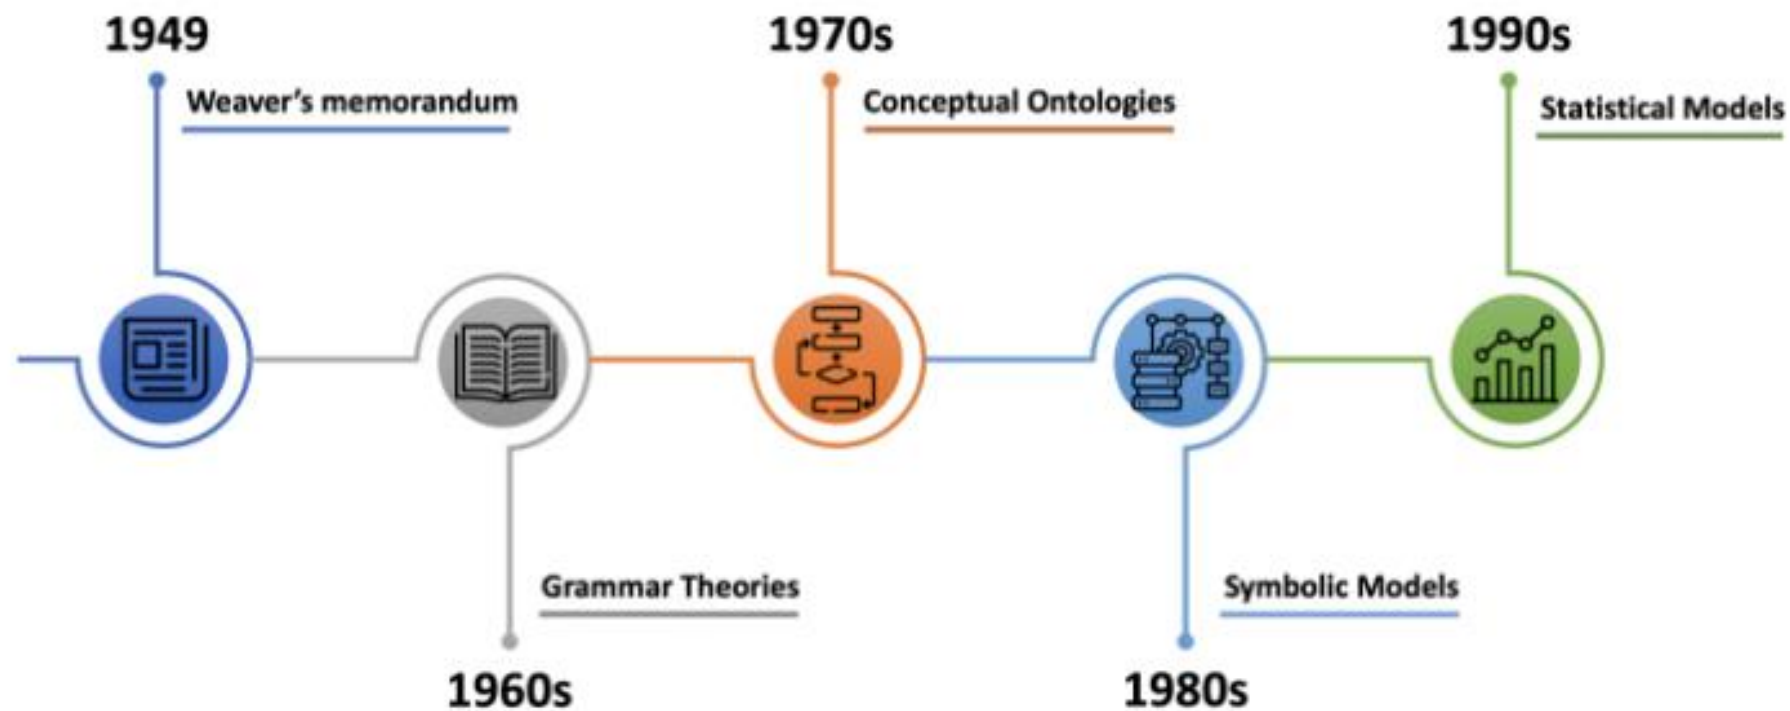 1949
Weaver’s memorandum
1970s
Conceptual Ontologies
1990s
Statistical Models
Grammar Theories
1960s
Symbolic Models
1980s